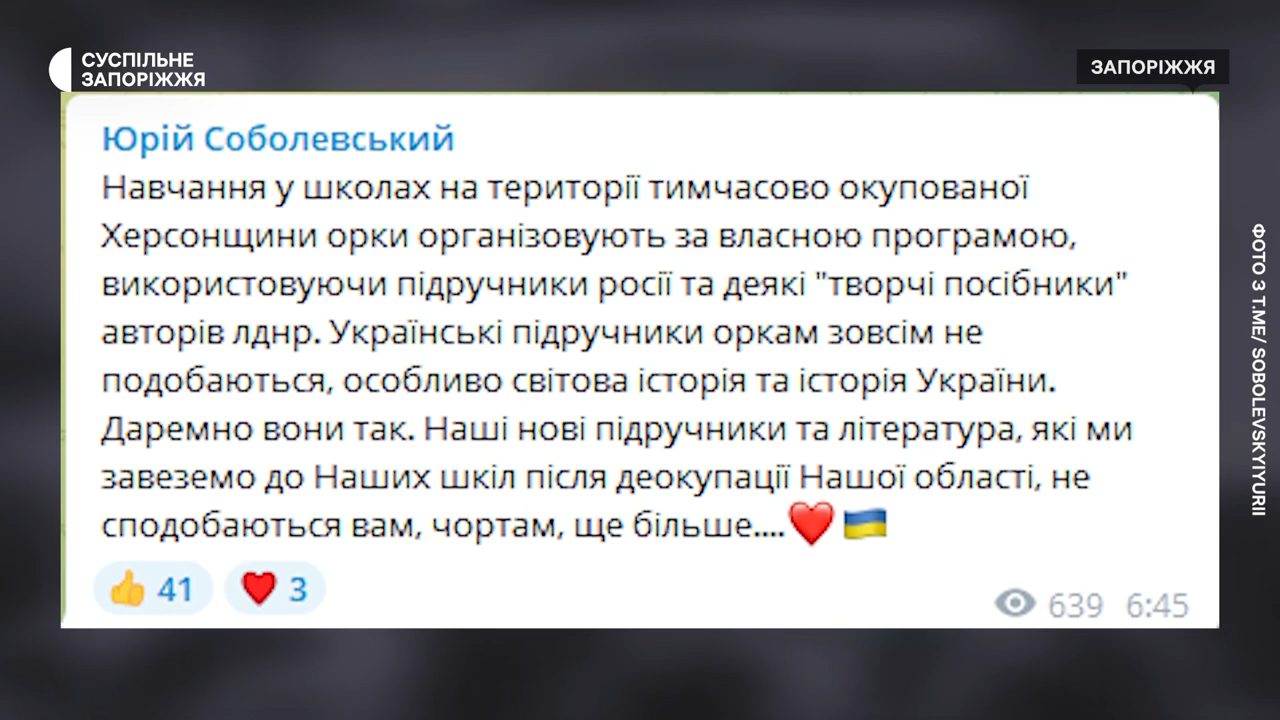 СУСПІЛЬНЕ
ЗАПОРІЖЖЯ
ЗАПОРІЖЖЯ
Юрій Соболевський
Навчання у школах на території тимчасово окупованої
Херсонщини орки організовують за власною програмою,
використовуючи підручники росії та деякі "творчі посібники"
авторів лднр. Українські підручники оркам зовсім не
подобаються, особливо світова історія та історія України.
Даремно вони так. Наші нові підручники та література, які ми
завеземо до Наших шкіл після деокупації Нашої області, не
сподобаються вам, чортам, ще більше....❤️🇺🇦
👍 41 ❤️ 3
639 6:45
ФОТО З T.ME/ SOBOLEVSKYIYURII